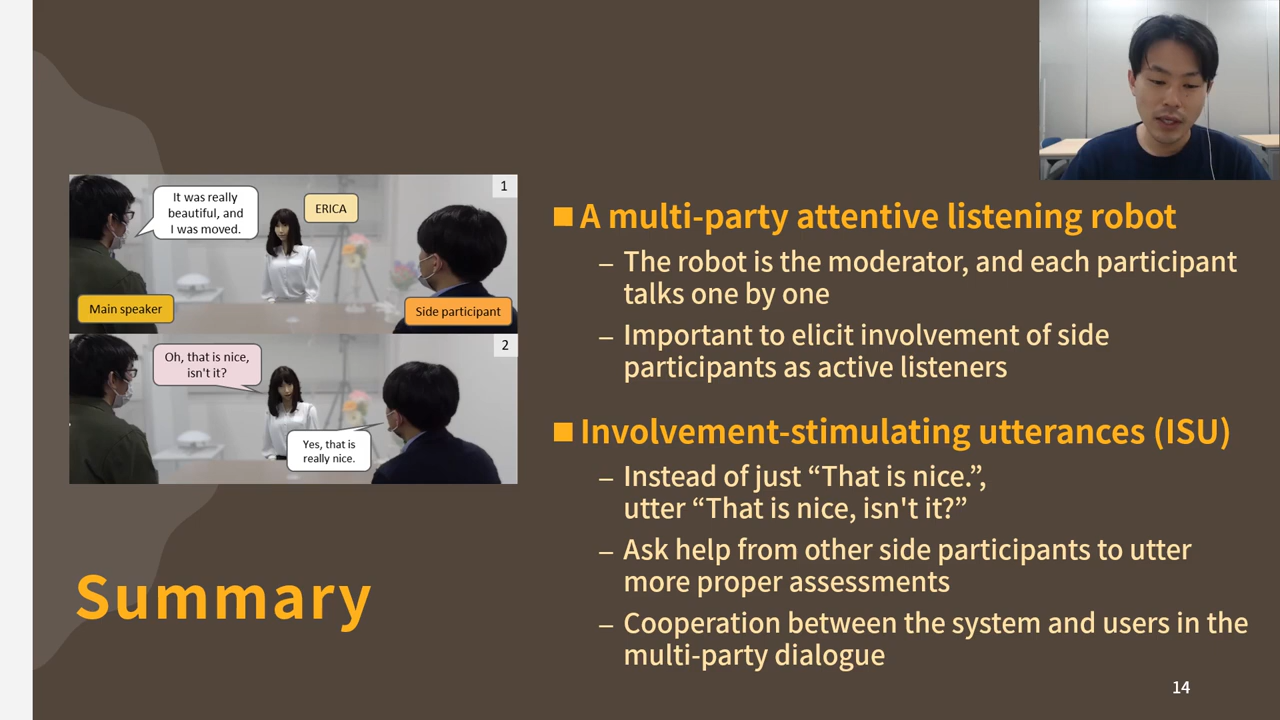 1
It was really
beautiful, and
I was moved.
ERICA
Main speaker
Side participant
2
Oh, that is nice,
isn't it?
Yes, that is
really nice.
Summary
■ A multi-party attentive listening robot
– The robot is the moderator, and each participant
talks one by one
– Important to elicit involvement of side
participants as active listeners
■ Involvement-stimulating utterances (ISU)
– Instead of just “That is nice.”,
utter “That is nice, isn't it?”
– Ask help from other side participants to utter
more proper assessments
– Cooperation between the system and users in the
multi-party dialogue
14